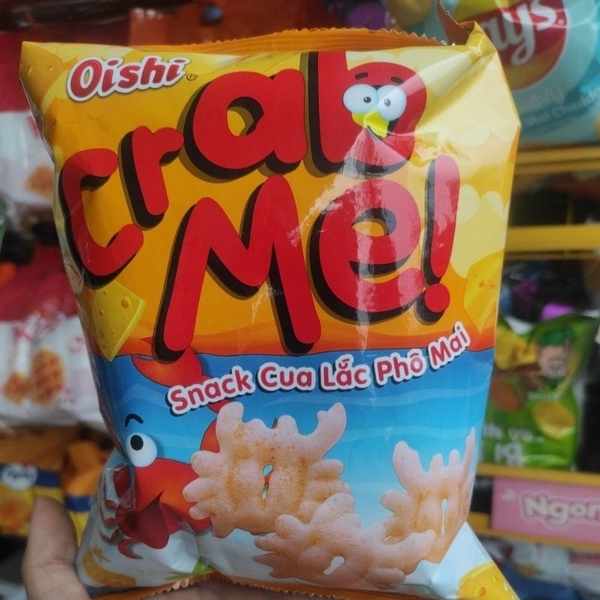 Oishi
Crab
Me!
Snack Cua Lắc Phô Mai
Ngon